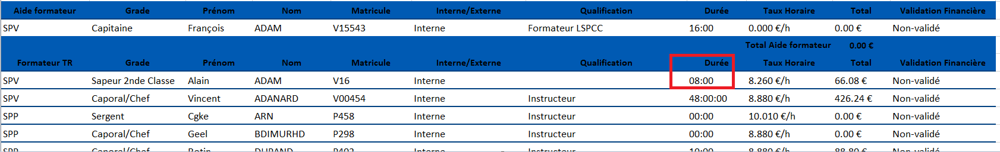 Aide formateur Grade Prénom Nom Matricule Interne/Externe Qualification Durée Taux Horaire Total Validation Financière
SPV Capitaine François ADAM V15543 Interne Formateur LSPCC 16:00 0.000 €/h 0.00 € Non-validé
Total Aide formateur 0.00 €
Formateur TR Grade Prénom Nom Matricule Interne/Externe Qualification Durée Taux Horaire Total Validation Financière
SPV Sapeur 2nde Classe Alain ADAM V16 Interne 08:00 8.260 €/h 66.08 € Non-validé
SPV Caporal/Chef Vincent ADANARD V00454 Interne Instructeur 48:00:00 8.880 €/h 426.24 € Non-validé
SPP Sergent Cgke ARN P458 Interne Instructeur 00:00 10.010 €/h 0.00 € Non-validé
SPP Caporal/Chef Geel BDIMURHD P298 Interne Instructeur 00:00 8.880 €/h 0.00 € Non-validé
SPP Caporal/Chef DURAND P402 Interne Instructeur 10:00 8.880 €/h 88.80 € Non-validé